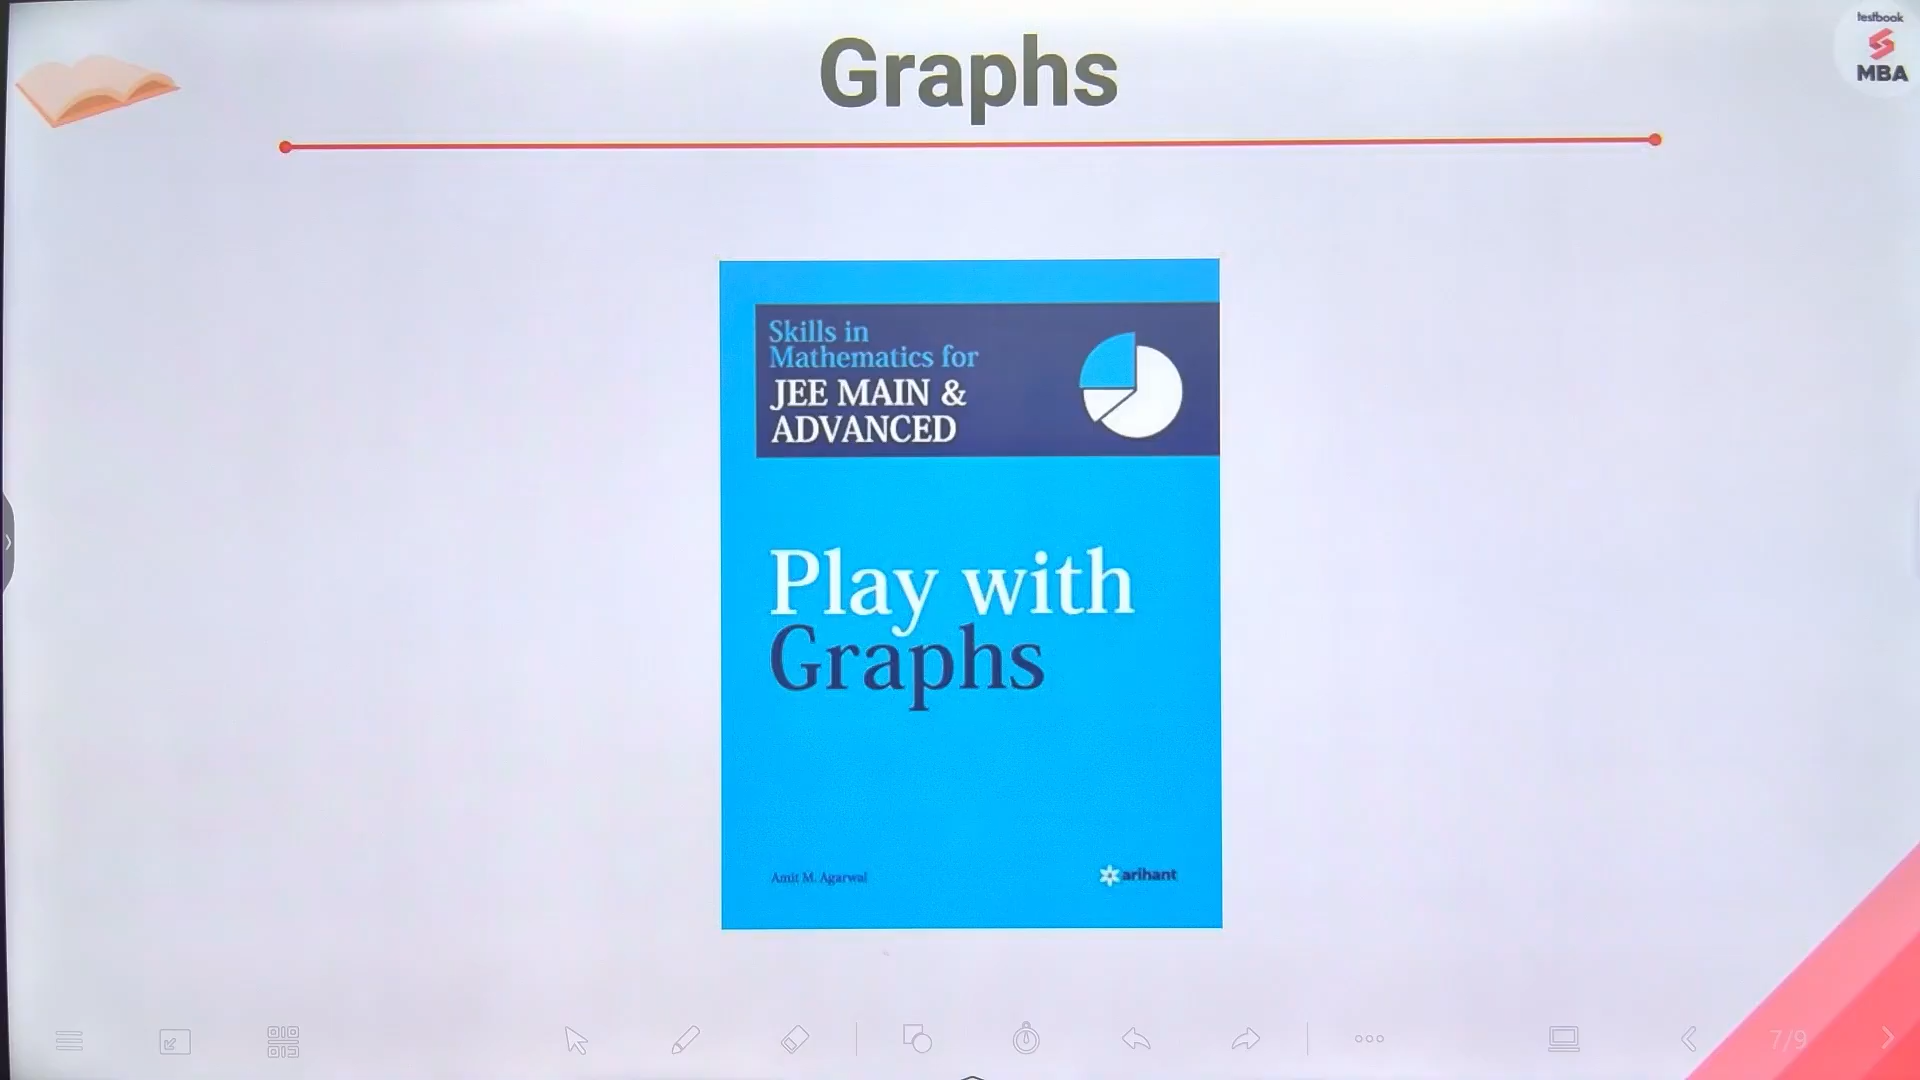 Graphs
testbook
MBA
Skills in
Mathematics for
JEE MAIN &
ADVANCED
Play with
Graphs
Amit M. Agarwal
arihant
7/9